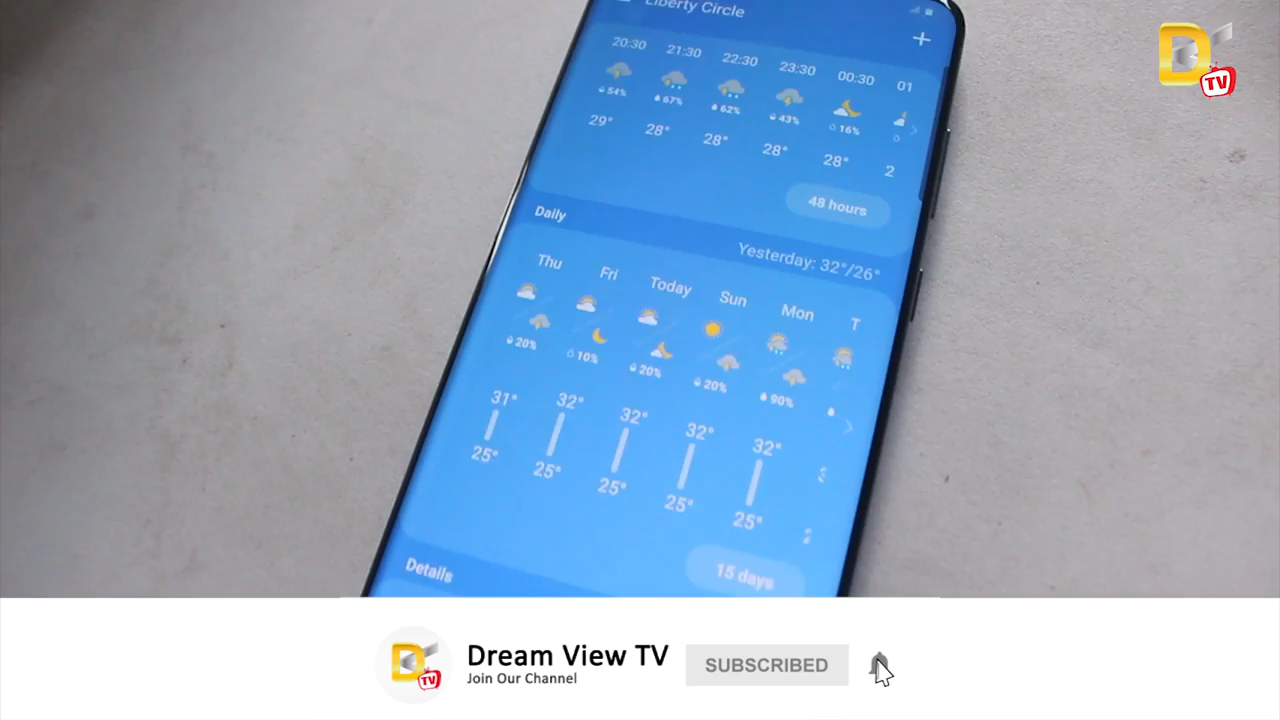 Liberty Circle
+
20:30 21:30 22:30 23:30 00:30 01
54% 67% 62% 43% 16%
29° 28° 28° 28° 28° 2
48 hours
Daily
Yesterday: 32°/26°
Thu Fri Today Sun Mon T
20% 10% 20% 20% 90%
31° 32° 32° 32° 32°
25° 25° 25° 25° 25°
15 days
Details
D TV
D TV
Dream View TV
Join Our Channel
SUBSCRIBED